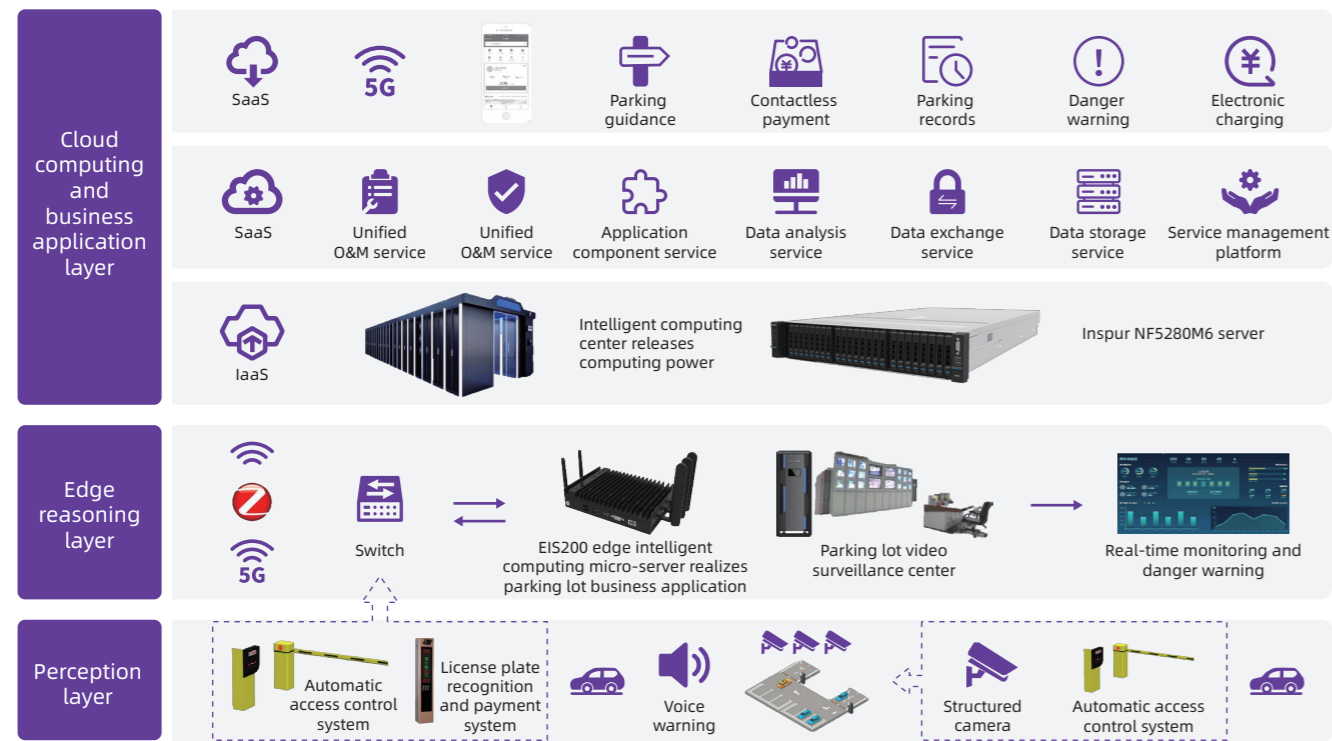 Cloud
computing
and
business
application
layer
SaaS
5G
Parking
guidance
Contactless
payment
Parking
records
Danger
warning
Electronic
charging
SaaS
Unified
O&M service
Unified
O&M service
Application
component service
Data analysis
service
Data exchange
service
Data storage
service
Service management
platform
IaaS
Intelligent computing
center releases
computing power
Inspur NF5280M6 server
Edge
reasoning
layer
5G
Switch
EIS200 edge intelligent
computing micro-server realizes
parking lot business application
Parking lot video
surveillance center
Real-time monitoring and
danger warning
Perception
layer
Automatic
access control
system
License plate
recognition
and payment
system
Voice
warning
Structured
camera
Automatic access
control system